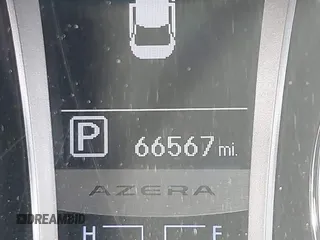 P 66567 mi.
AZERA
DREAMBID
H F